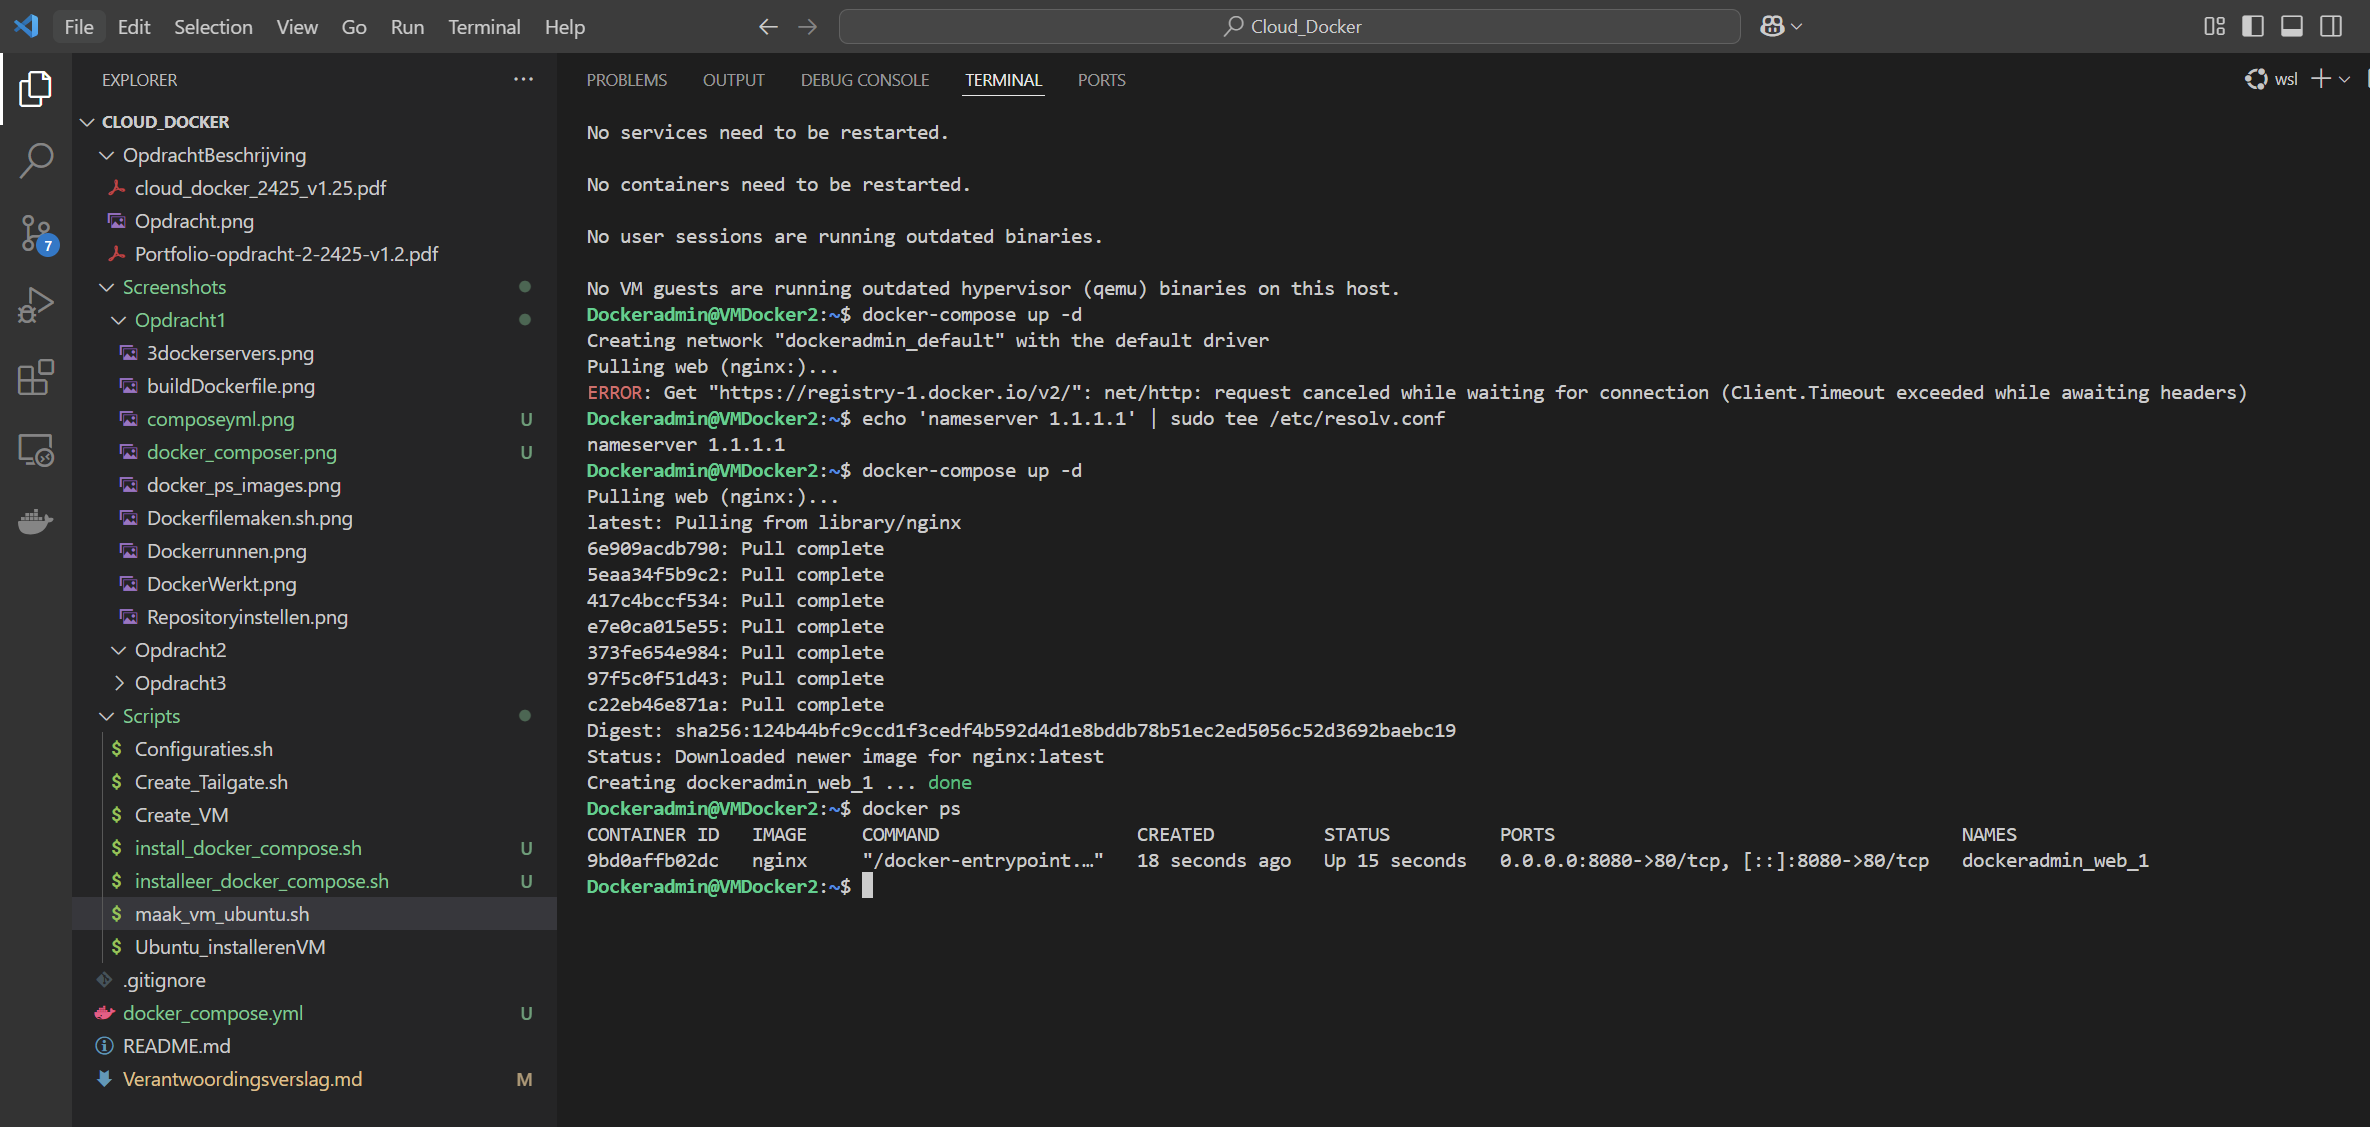 File Edit Selection View Go Run Terminal Help
Cloud_Docker
EXPLORER
CLOUD_DOCKER
OpdrachtBeschrijving
cloud_docker_2425_v1.25.pdf
Opdracht.png
Portfolio-opdracht-2-2425-v1.2.pdf
Screenshots
Opdracht1
3dockerservers.png
buildDockerfile.png
composeyml.png U
docker_composer.png U
docker_ps_images.png
Dockerfilemaken.sh.png
Dockerrunnen.png
DockerWerkt.png
Repositoryinstellen.png
Opdracht2
Opdracht3
Scripts
$ Configuraties.sh
$ Create_Tailgate.sh
$ Create_VM
$ install_docker_compose.sh U
$ installeer_docker_compose.sh U
$ maak_vm_ubuntu.sh
$ Ubuntu_installerenVM
.gitignore
docker_compose.yml U
README.md
Verantwoordingsverslag.md M
7
PROBLEMS OUTPUT DEBUG CONSOLE TERMINAL PORTS
wsl
No services need to be restarted.
No containers need to be restarted.
No user sessions are running outdated binaries.
No VM guests are running outdated hypervisor (qemu) binaries on this host.
Dockeradmin@VMDocker2:~$ docker-compose up -d
Creating network "dockeradmin_default" with the default driver
Pulling web (nginx:)...
ERROR: Get "https://registry-1.docker.io/v2/": net/http: request canceled while waiting for connection (Client.Timeout exceeded while awaiting headers)
Dockeradmin@VMDocker2:~$ echo 'nameserver 1.1.1.1' | sudo tee /etc/resolv.conf
nameserver 1.1.1.1
Dockeradmin@VMDocker2:~$ docker-compose up -d
Pulling web (nginx:)...
latest: Pulling from library/nginx
6e909acdb790: Pull complete
5eaa34f5b9c2: Pull complete
417c4bccf534: Pull complete
e7e0ca015e55: Pull complete
373fe654e984: Pull complete
97f5c0f51d43: Pull complete
c22eb46e871a: Pull complete
Digest: sha256:124b44bfc9ccd1f3cedf4b592d4d1e8bddb78b51ec2ed5056c52d3692baebc19
Status: Downloaded newer image for nginx:latest
Creating dockeradmin_web_1 ... done
Dockeradmin@VMDocker2:~$ docker ps
CONTAINER ID IMAGE COMMAND CREATED STATUS PORTS NAMES
9bd0affb02dc nginx "/docker-entrypoint.…" 18 seconds ago Up 15 seconds 0.0.0.0:8080->80/tcp, [::]:8080->80/tcp dockeradmin_web_1
Dockeradmin@VMDocker2:~$